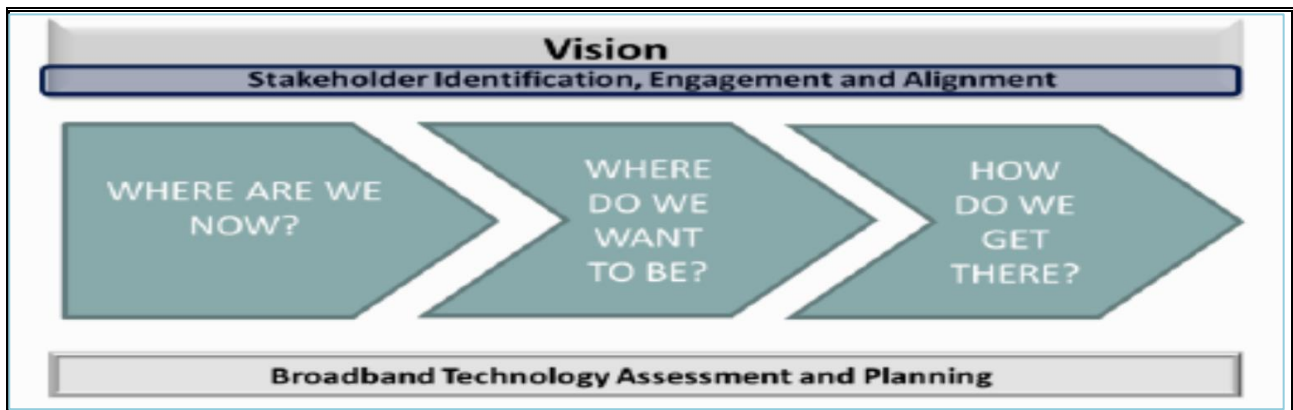 Vision
Stakeholder Identification, Engagement and Alignment
WHERE ARE WE
NOW?
WHERE
DO WE
WANT
TO BE?
HOW
DO WE
GET
THERE?
Broadband Technology Assessment and Planning